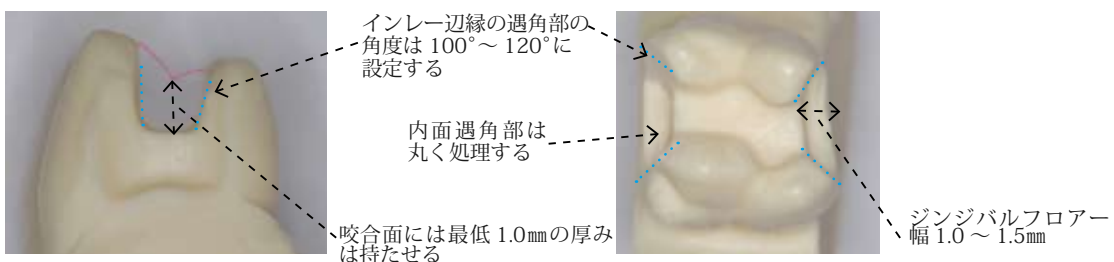 インレー辺縁の遇角部の
角度は 100°～ 120°に
設定する
内面遇角部は
丸く処理する
咬合面には最低 1.0㎜の厚み
は持たせる
ジンジバルフロアー
幅 1.0 ～ 1.5㎜